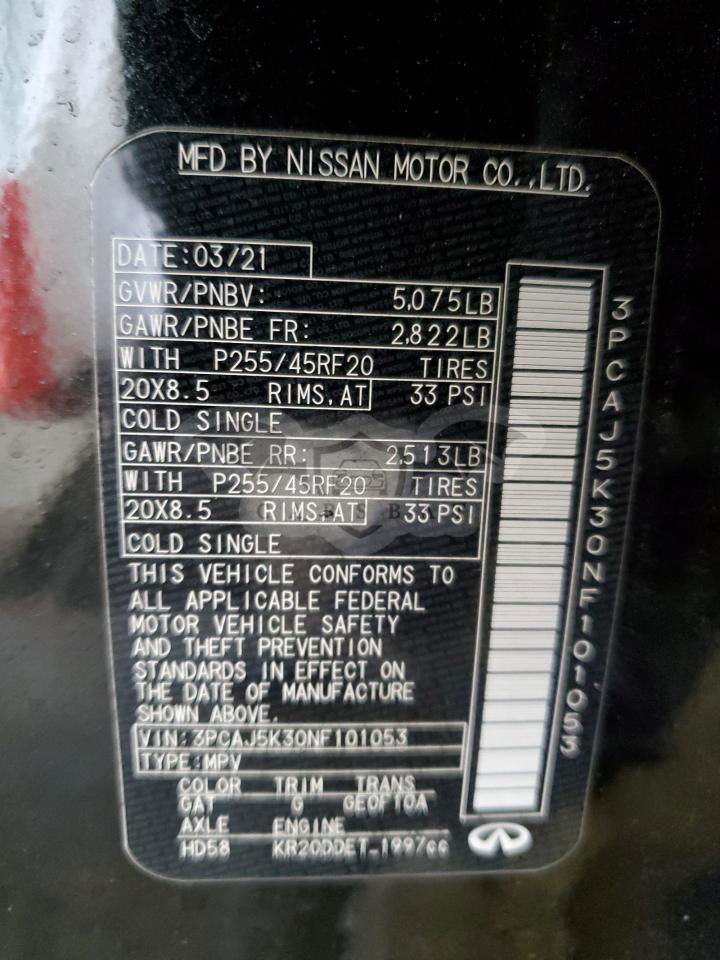 MFD BY NISSAN MOTOR CO.,LTD.
DATE:03/21
GVWR/PNBV: 5,075LB
GAWR/PNBE FR: 2,822LB
WITH P255/45RF20 TIRES
20X8.5 RIMS,AT 33 PSI
COLD SINGLE
GAWR/PNBE RR: 2,513LB
WITH P255/45RF20 TIRES
20X8.5 RIMS,AT 33 PSI
COLD SINGLE
THIS VEHICLE CONFORMS TO
ALL APPLICABLE FEDERAL
MOTOR VEHICLE SAFETY
AND THEFT PREVENTION
STANDARDS IN EFFECT ON
THE DATE OF MANUFACTURE
SHOWN ABOVE.
VIN:3PCAJ5K30NF101053
TYPE:MPV
COLOR TRIM TRANS
GAT G GE0FT0A
AXLE ENGINE
HD58 KR20DDET-1997cc
3PCAJ5K30NF101053